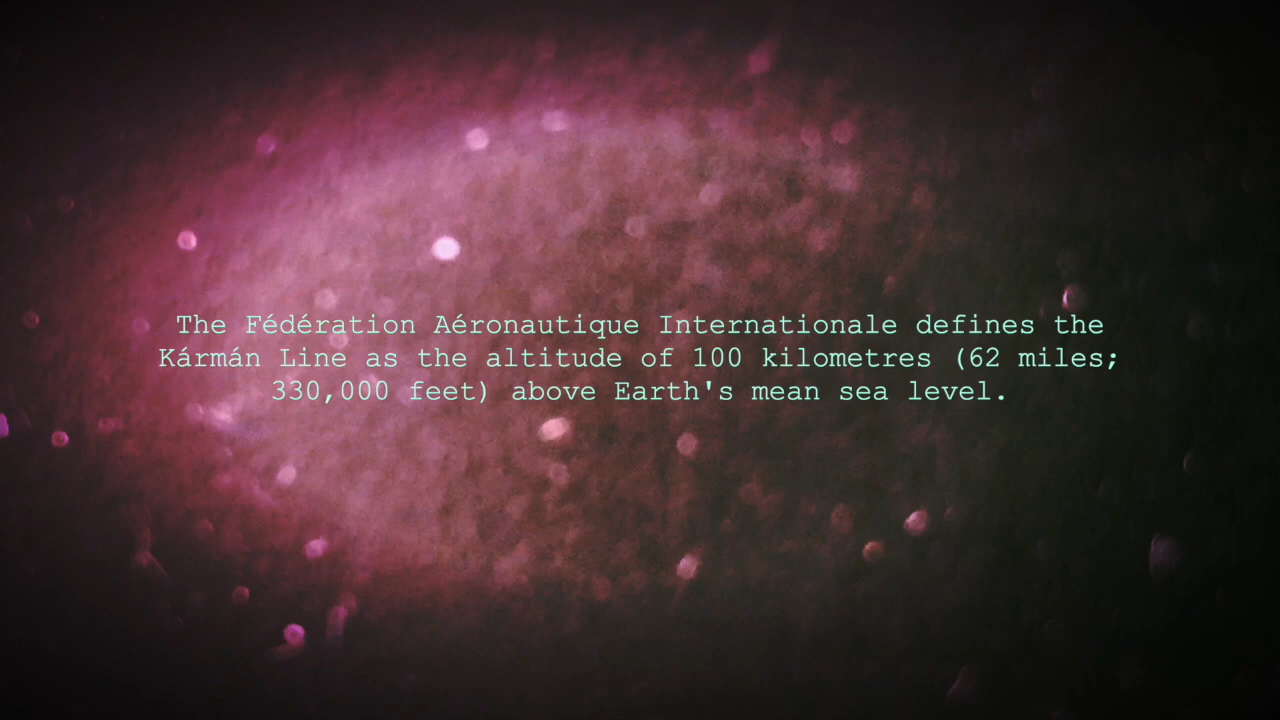 The Fédération Aéronautique Internationale defines the
Kármán Line as the altitude of 100 kilometres (62 miles;
330,000 feet) above Earth's mean sea level.